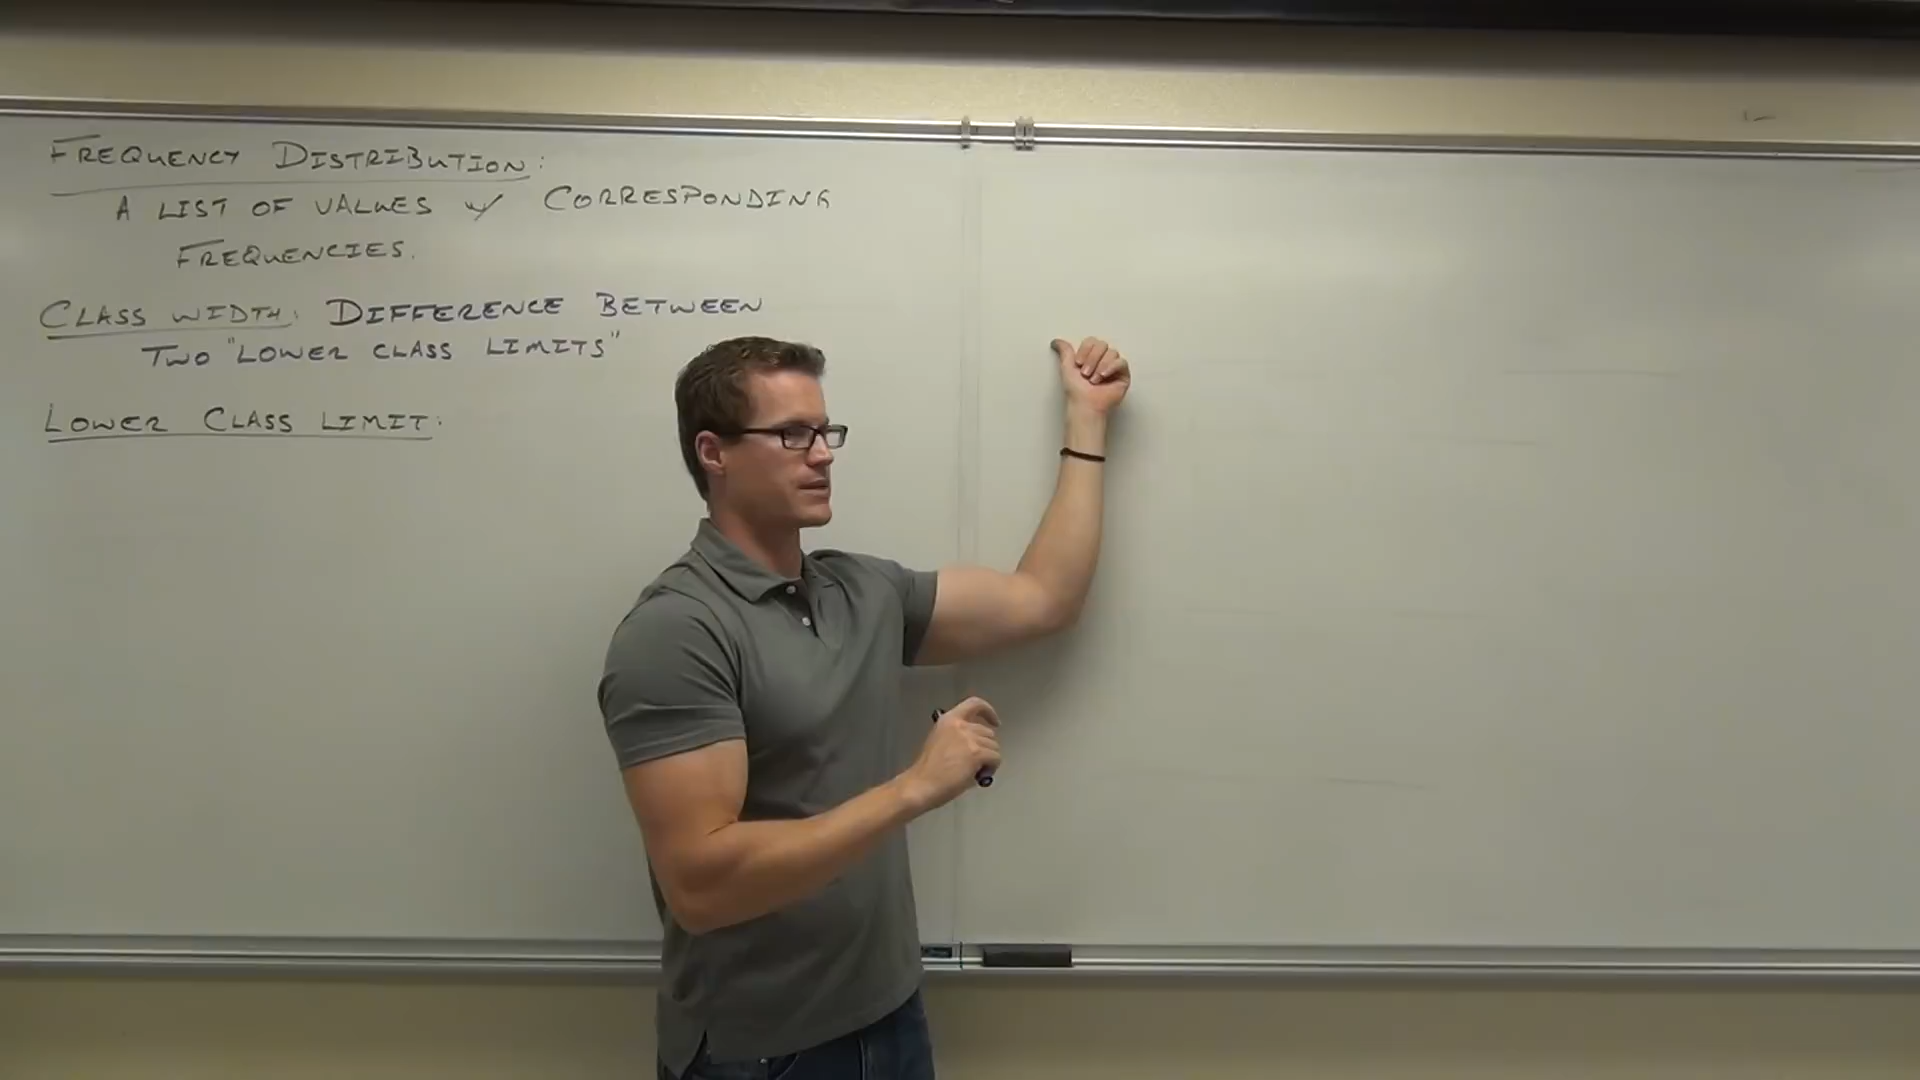 FREQUENCY DISTRIBUTION:
A LIST OF VALUES W/ CORRESPONDING
FREQUENCIES.
CLASS WIDTH: DIFFERENCE BETWEEN
TWO "LOWER CLASS LIMITS"
LOWER CLASS LIMIT: